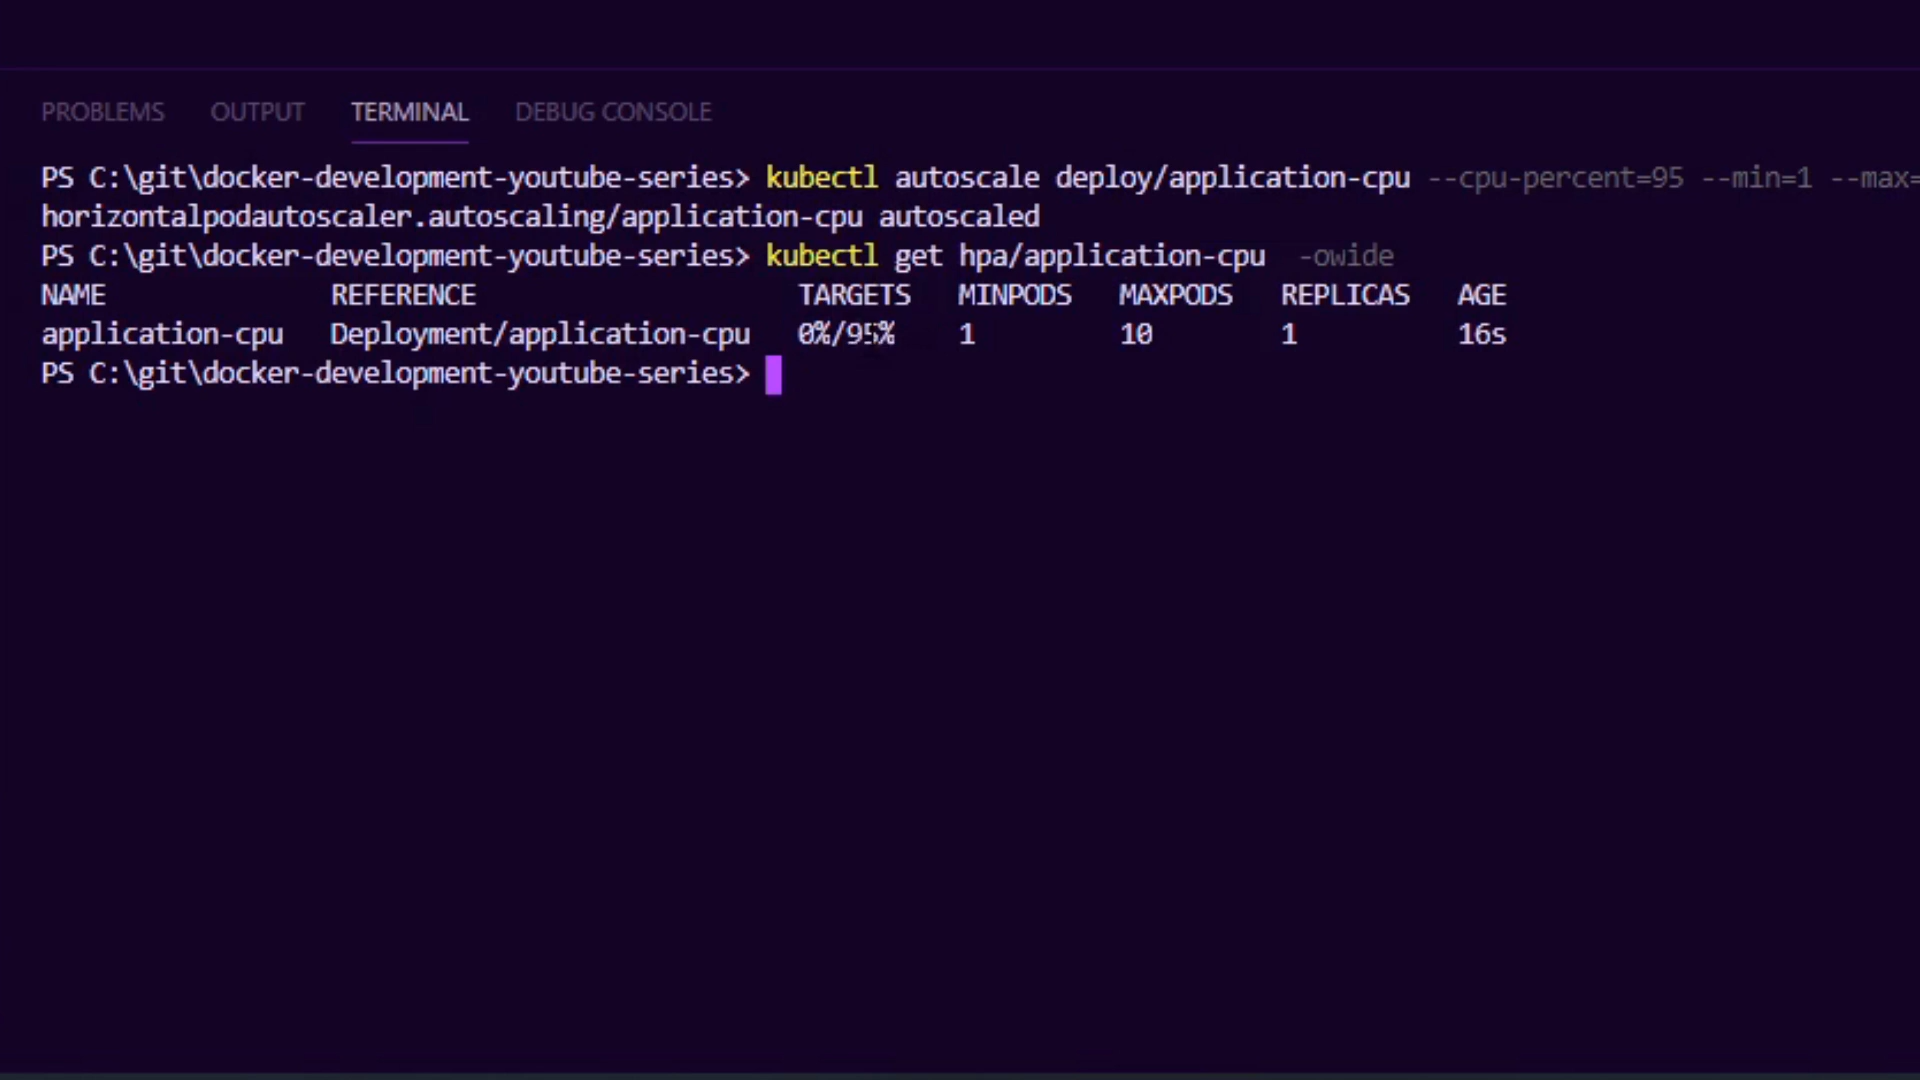 PROBLEMS OUTPUT TERMINAL DEBUG CONSOLE
PS C:\git\docker-development-youtube-series> kubectl autoscale deploy/application-cpu --cpu-percent=95 --min=1 --max=
horizontalpodautoscaler.autoscaling/application-cpu autoscaled
PS C:\git\docker-development-youtube-series> kubectl get hpa/application-cpu  -owide
NAME REFERENCE TARGETS MINPODS MAXPODS REPLICAS AGE
application-cpu Deployment/application-cpu 0%/95% 1 10 1 16s
PS C:\git\docker-development-youtube-series>